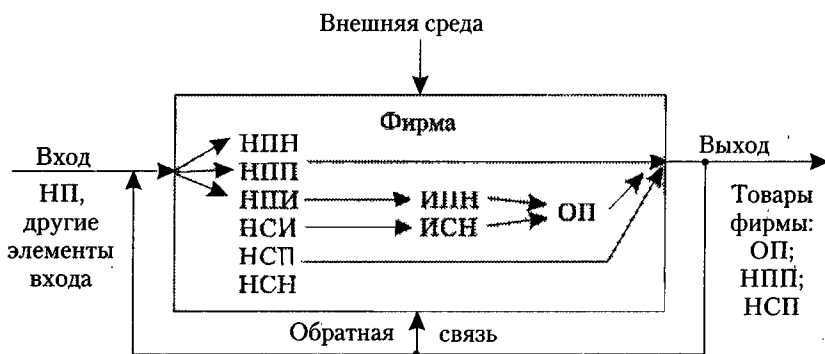 Внешняя среда
Фирма
Вход
НП,
другие
элементы
входа
НПН
НПП
НПИ
НСИ
НСП
НСН
ИПН
ИСН
ОП
Выход
Товары
фирмы:
ОП;
НПП;
НСП
Обратная связь